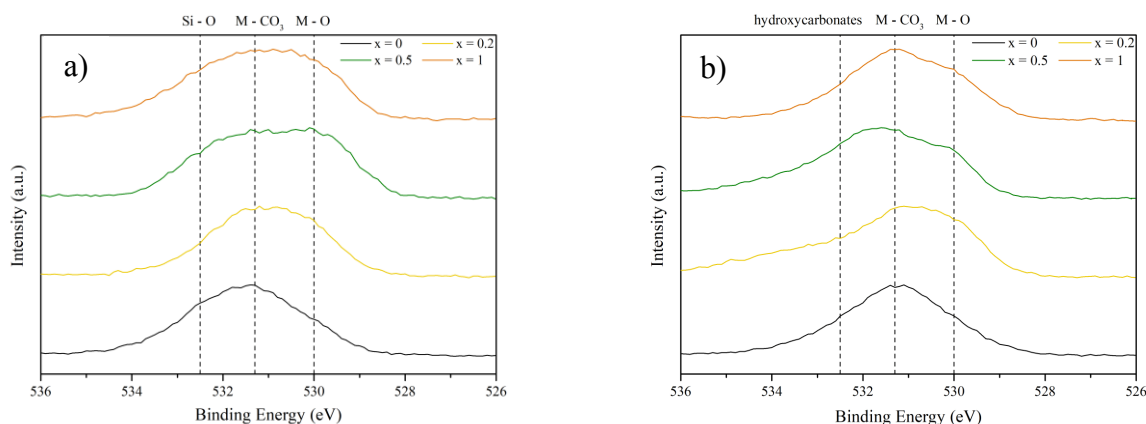 Si - O M - CO₃ M - O
a)
x = 0 x = 0.2
x = 0.5 x = 1
Intensity (a.u.)
536 534 532 530 528 526
Binding Energy (eV)
hydroxycarbonates M - CO₃ M - O
b)
x = 0 x = 0.2
x = 0.5 x = 1
Intensity (a.u.)
536 534 532 530 528 526
Binding Energy (eV)